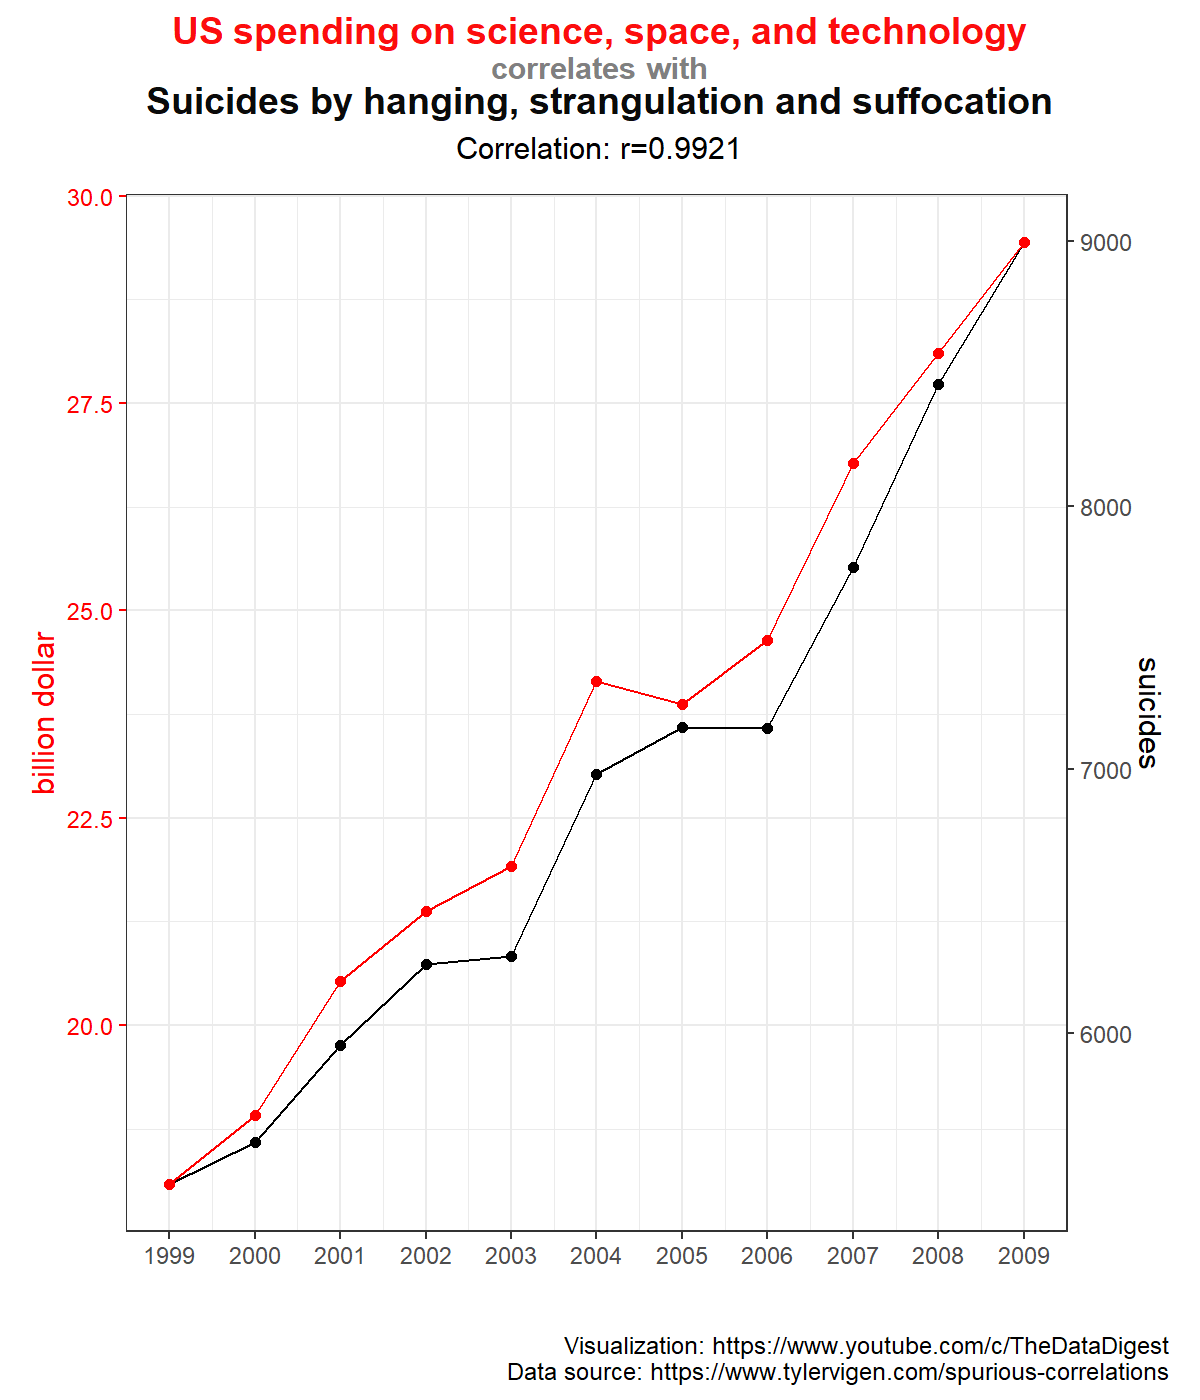 US spending on science, space, and technology
correlates with
Suicides by hanging, strangulation and suffocation
Correlation: r=0.9921
30.0
27.5
25.0
22.5
20.0
billion dollar
9000
8000
7000
6000
suicides
1999 2000 2001 2002 2003 2004 2005 2006 2007 2008 2009
Visualization: https://www.youtube.com/c/TheDataDigest
Data source: https://www.tylervigen.com/spurious-correlations